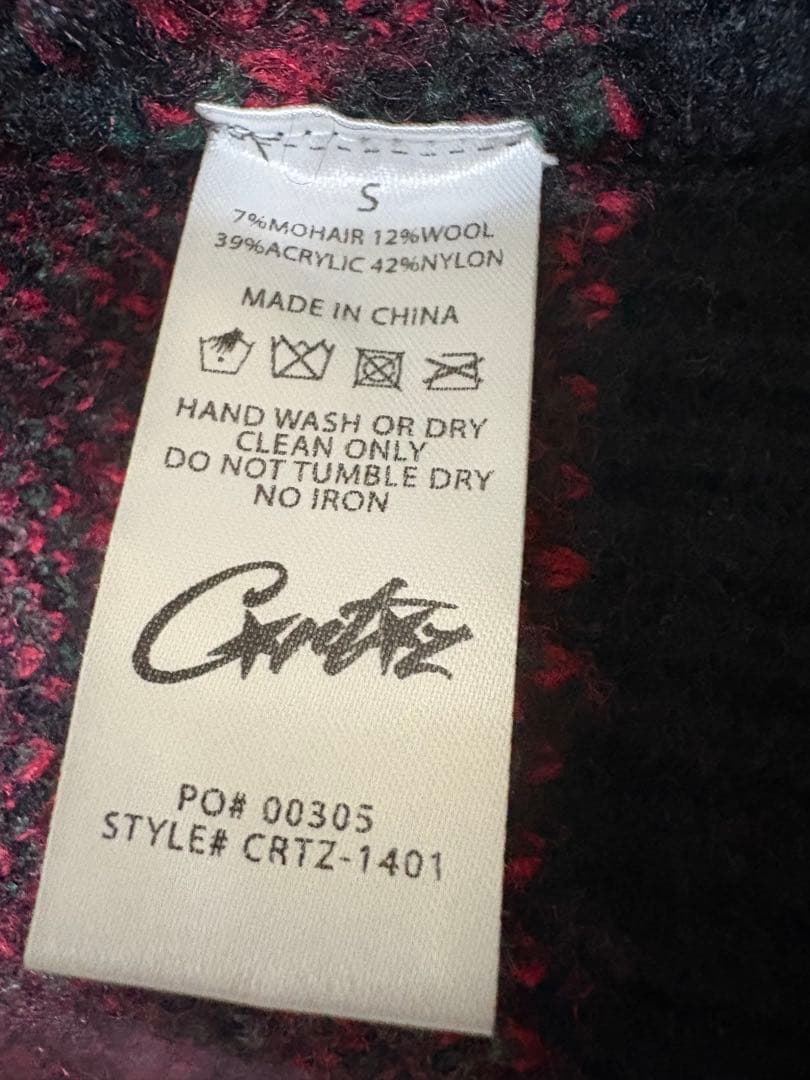 S
7%MOHAIR 12%WOOL
39%ACRYLIC 42%NYLON
MADE IN CHINA
HAND WASH OR DRY
CLEAN ONLY
DO NOT TUMBLE DRY
NO IRON
Crtz
PO# 00305
STYLE# CRTZ-1401